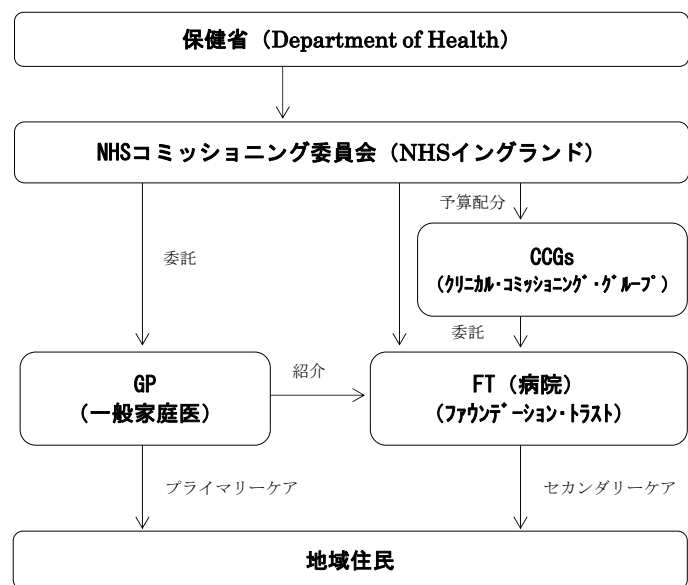 保健省（Department of Health）
NHSコミッショニング委員会（NHSイングランド）
予算配分
委託
CCGs
（ｸﾘﾆｶﾙ・ｺﾐｯｼｮﾆﾝｸﾞ・ｸﾞﾙｰﾌﾟ）
委託
GP
（一般家庭医）
紹介
FT（病院）
（ﾌｧｳﾝﾃﾞｰｼｮﾝ・ﾄﾗｽﾄ）
プライマリーケア
セカンダリーケア
地域住民